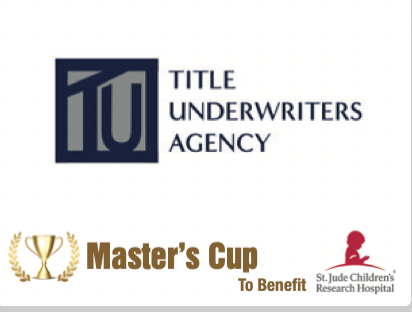 TU
TITLE
UNDERWRITERS
AGENCY
Master's Cup
To Benefit
St. Jude Children's®
Research Hospital